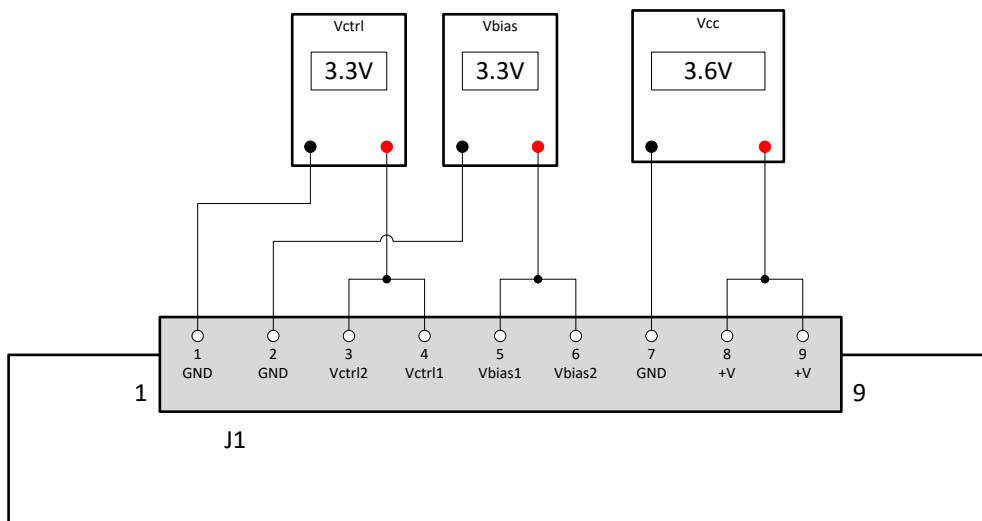 Vctrl
Vbias
Vcc
3.3V
3.3V
3.6V
1 2 3 4 5 6 7 8 9
GND GND Vctrl2 Vctrl1 Vbias1 Vbias2 GND +V +V
1
9
J1